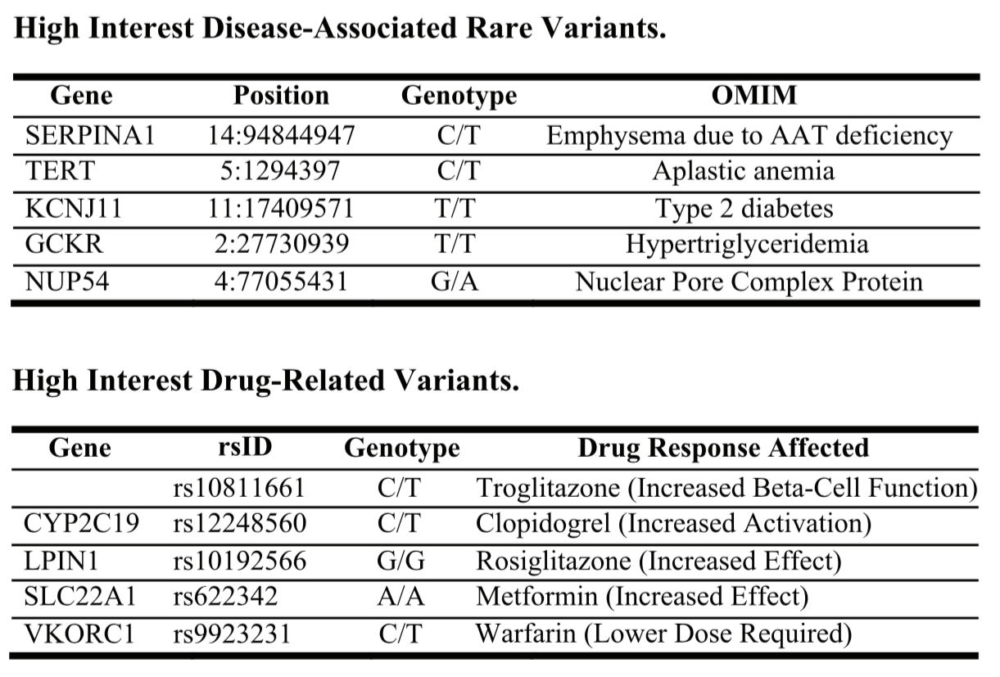 High Interest Disease-Associated Rare Variants.
Gene Position Genotype OMIM
SERPINA1 14:94844947 C/T Emphysema due to AAT deficiency
TERT 5:1294397 C/T Aplastic anemia
KCNJ11 11:17409571 T/T Type 2 diabetes
GCKR 2:27730939 T/T Hypertriglyceridemia
NUP54 4:77055431 G/A Nuclear Pore Complex Protein
High Interest Drug-Related Variants.
Gene rsID Genotype Drug Response Affected
rs10811661 C/T Troglitazone (Increased Beta-Cell Function)
CYP2C19 rs12248560 C/T Clopidogrel (Increased Activation)
LPIN1 rs10192566 G/G Rosiglitazone (Increased Effect)
SLC22A1 rs622342 A/A Metformin (Increased Effect)
VKORC1 rs9923231 C/T Warfarin (Lower Dose Required)